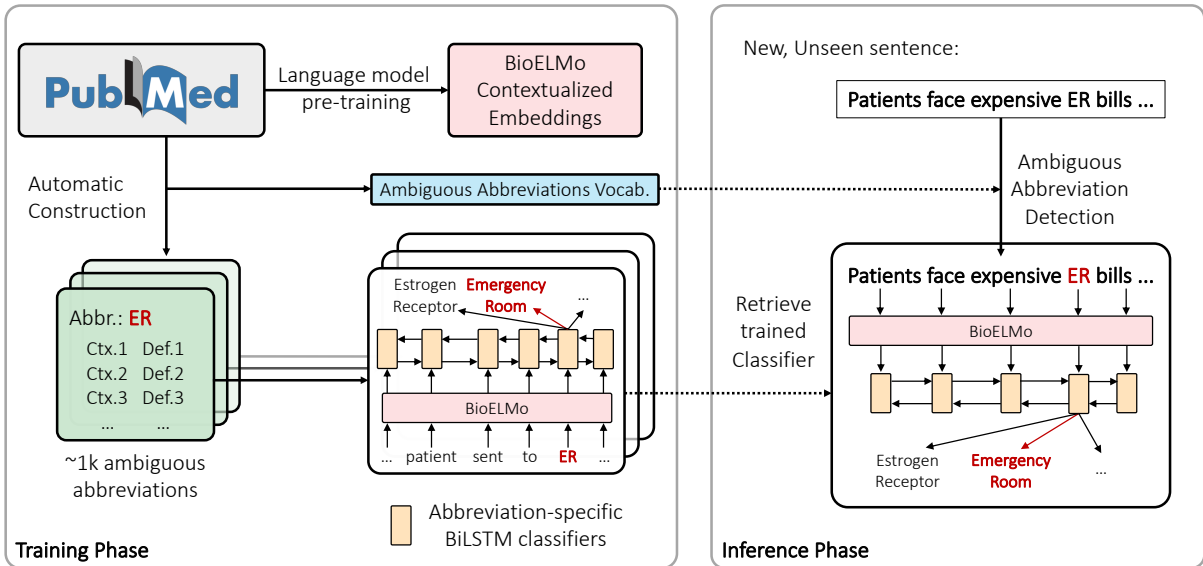 PubMed
Language model
pre-training
BioELMo
Contextualized
Embeddings
Automatic
Construction
Ambiguous Abbreviations Vocab.
Abbr.: ER
Ctx.1 Def.1
Ctx.2 Def.2
Ctx.3 Def.3
... ...
~1k ambiguous
abbreviations
Estrogen
Receptor
Emergency
Room
...
BioELMo
... patient sent to ER ...
Abbreviation-specific
BiLSTM classifiers
Training Phase
New, Unseen sentence:
Patients face expensive ER bills ...
Ambiguous
Abbreviation
Detection
Retrieve
trained
Classifier
Patients face expensive ER bills ...
BioELMo
Estrogen
Receptor
Emergency
Room
...
Inference Phase